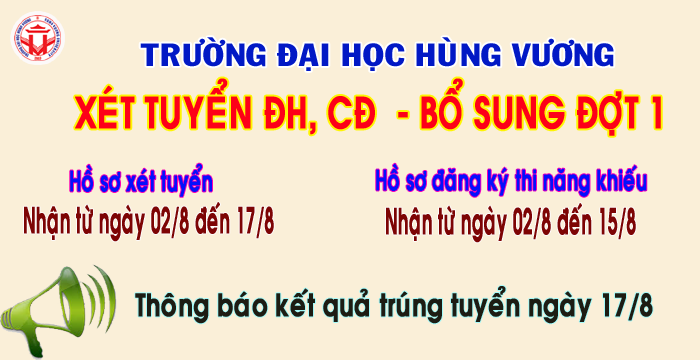 TRƯỜNG ĐẠI HỌC HÙNG VƯƠNG
XÉT TUYỂN ĐH, CĐ - BỔ SUNG ĐỢT 1
Hồ sơ xét tuyển
Nhận từ ngày 02/8 đến 17/8
Hồ sơ đăng ký thi năng khiếu
Nhận từ ngày 02/8 đến 15/8
Thông báo kết quả trúng tuyển ngày 17/8